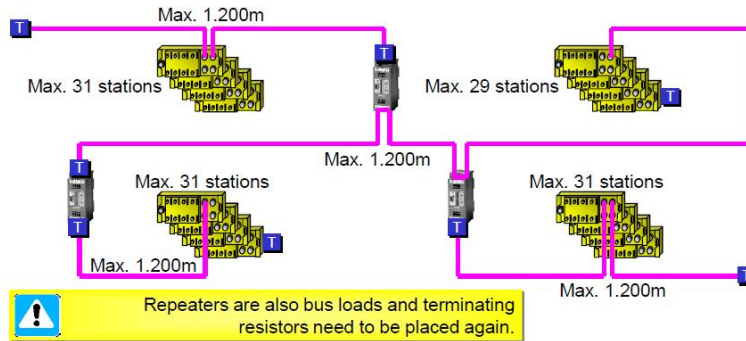 Max. 1.200m
T
T
Max. 31 stations
Max. 29 stations
T
Max. 1.200m
T
Max. 31 stations
Max. 31 stations
T
T
T
Max. 1.200m
T
Max. 1.200m
Repeaters are also bus loads and terminating
resistors need to be placed again.